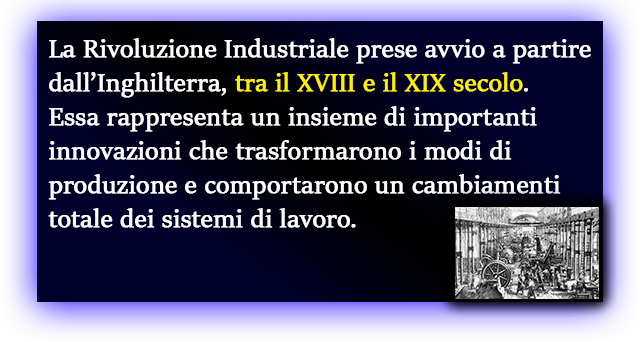 La Rivoluzione Industriale prese avvio a partire
dall’Inghilterra, tra il XVIII e il XIX secolo.
Essa rappresenta un insieme di importanti
innovazioni che trasformarono i modi di
produzione e comportarono un cambiamenti
totale dei sistemi di lavoro.